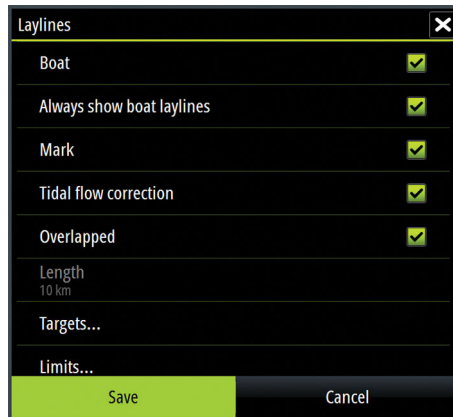 Laylines
Boat
Always show boat laylines
Mark
Tidal flow correction
Overlapped
Length
10 km
Targets...
Limits...
Save
Cancel